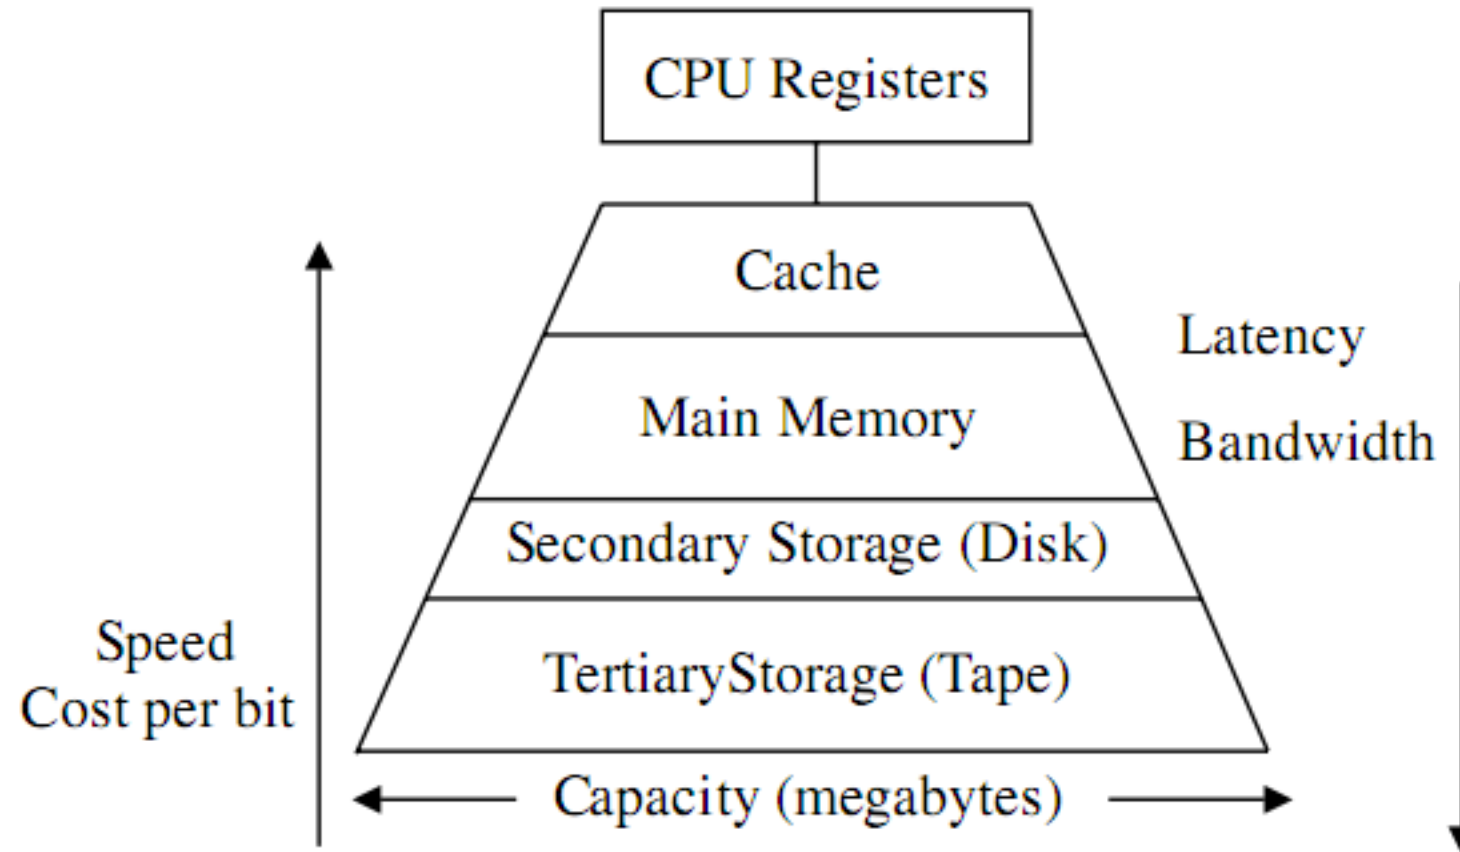 CPU Registers
Cache
Latency
Main Memory
Bandwidth
Secondary Storage (Disk)
Speed
TertiaryStorage (Tape)
Cost per bit
Capacity (megabytes)